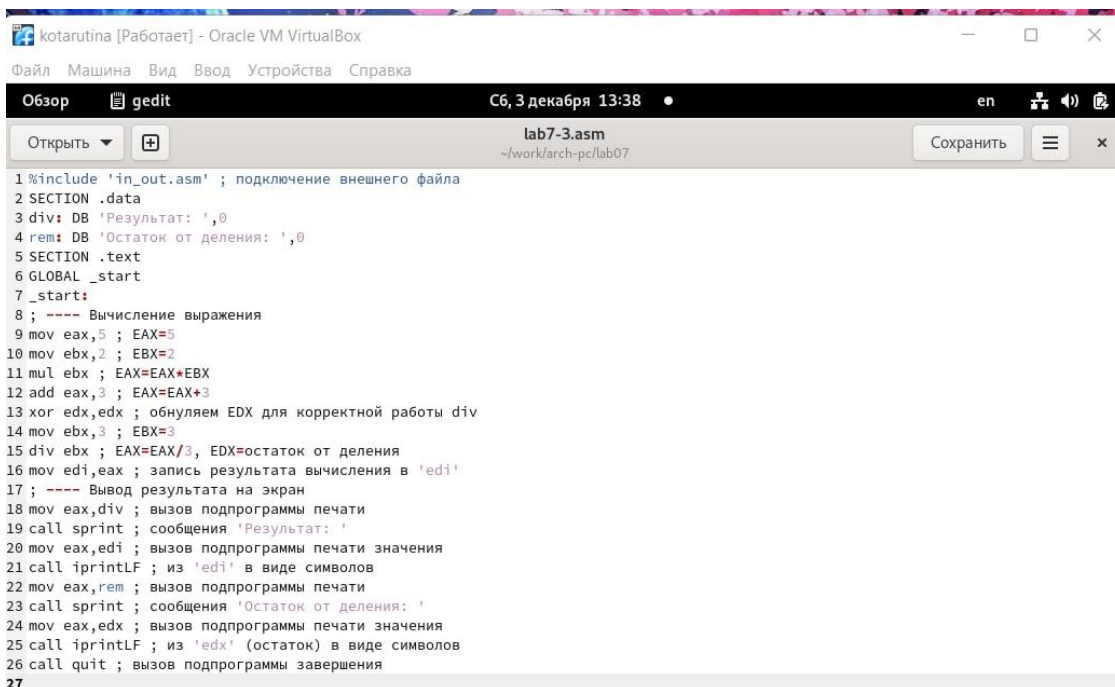 kotarutina [Работает] - Oracle VM VirtualBox
Файл Машина Вид Ввод Устройства Справка
Обзор gedit Сб, 3 декабря 13:38 en
Открыть lab7-3.asm Сохранить
~/work/arch-pc/lab07
1 %include 'in_out.asm' ; подключение внешнего файла
2 SECTION .data
3 div: DB 'Результат: ',0
4 rem: DB 'Остаток от деления: ',0
5 SECTION .text
6 GLOBAL _start
7 _start:
8 ; ---- Вычисление выражения
9 mov eax,5 ; EAX=5
10 mov ebx,2 ; EBX=2
11 mul ebx ; EAX=EAX*EBX
12 add eax,3 ; EAX=EAX+3
13 xor edx,edx ; обнуляем EDX для корректной работы div
14 mov ebx,3 ; EBX=3
15 div ebx ; EAX=EAX/3, EDX=остаток от деления
16 mov edi,eax ; запись результата вычисления в 'edi'
17 ; ---- Вывод результата на экран
18 mov eax,div ; вызов подпрограммы печати
19 call sprint ; сообщения 'Результат: '
20 mov eax,edi ; вызов подпрограммы печати значения
21 call iprintLF ; из 'edi' в виде символов
22 mov eax,rem ; вызов подпрограммы печати
23 call sprint ; сообщения 'Остаток от деления: '
24 mov eax,edx ; вызов подпрограммы печати значения
25 call iprintLF ; из 'edx' (остаток) в виде символов
26 call quit ; вызов подпрограммы завершения
27